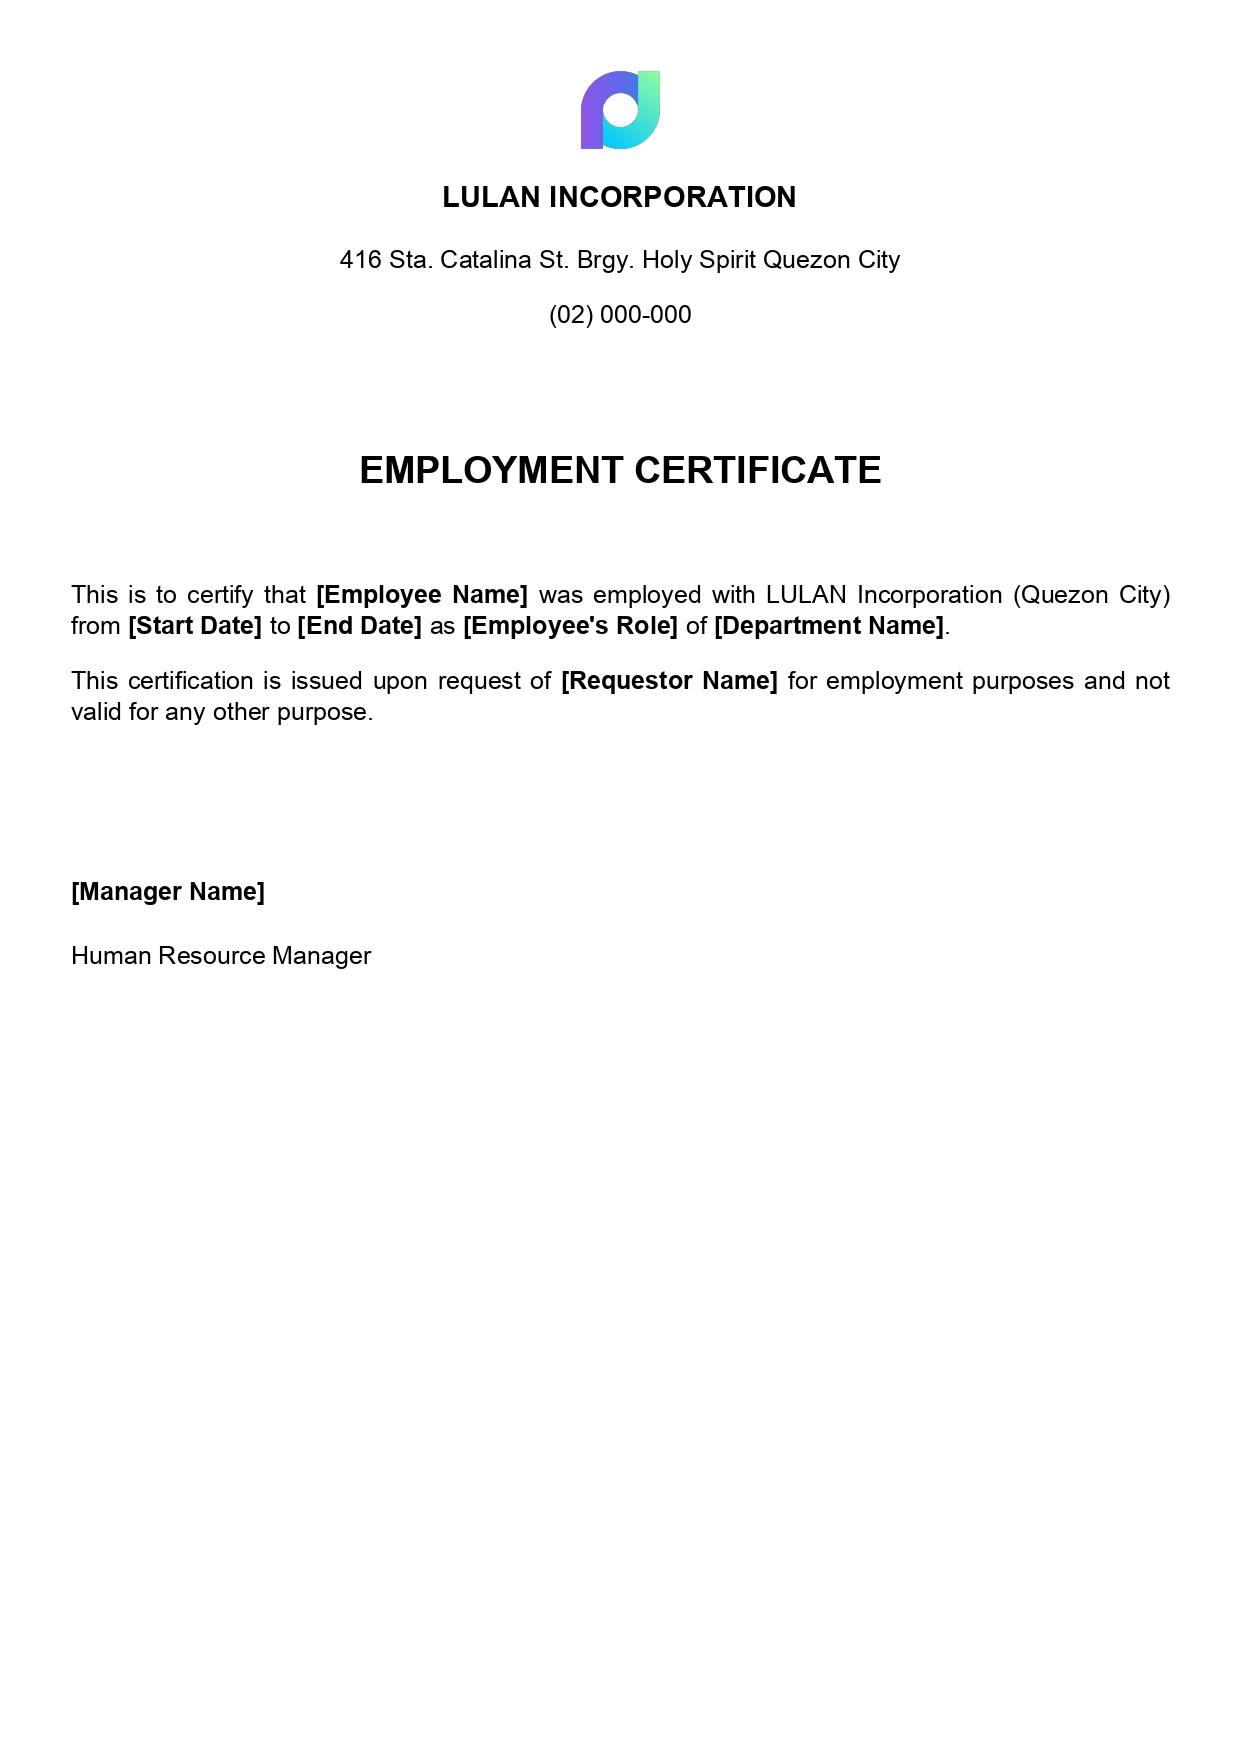 LULAN INCORPORATION
416 Sta. Catalina St. Brgy. Holy Spirit Quezon City
(02) 000-000
EMPLOYMENT CERTIFICATE
This is to certify that [Employee Name] was employed with LULAN Incorporation (Quezon City)
from [Start Date] to [End Date] as [Employee's Role] of [Department Name].
This certification is issued upon request of [Requestor Name] for employment purposes and not
valid for any other purpose.
[Manager Name]
Human Resource Manager